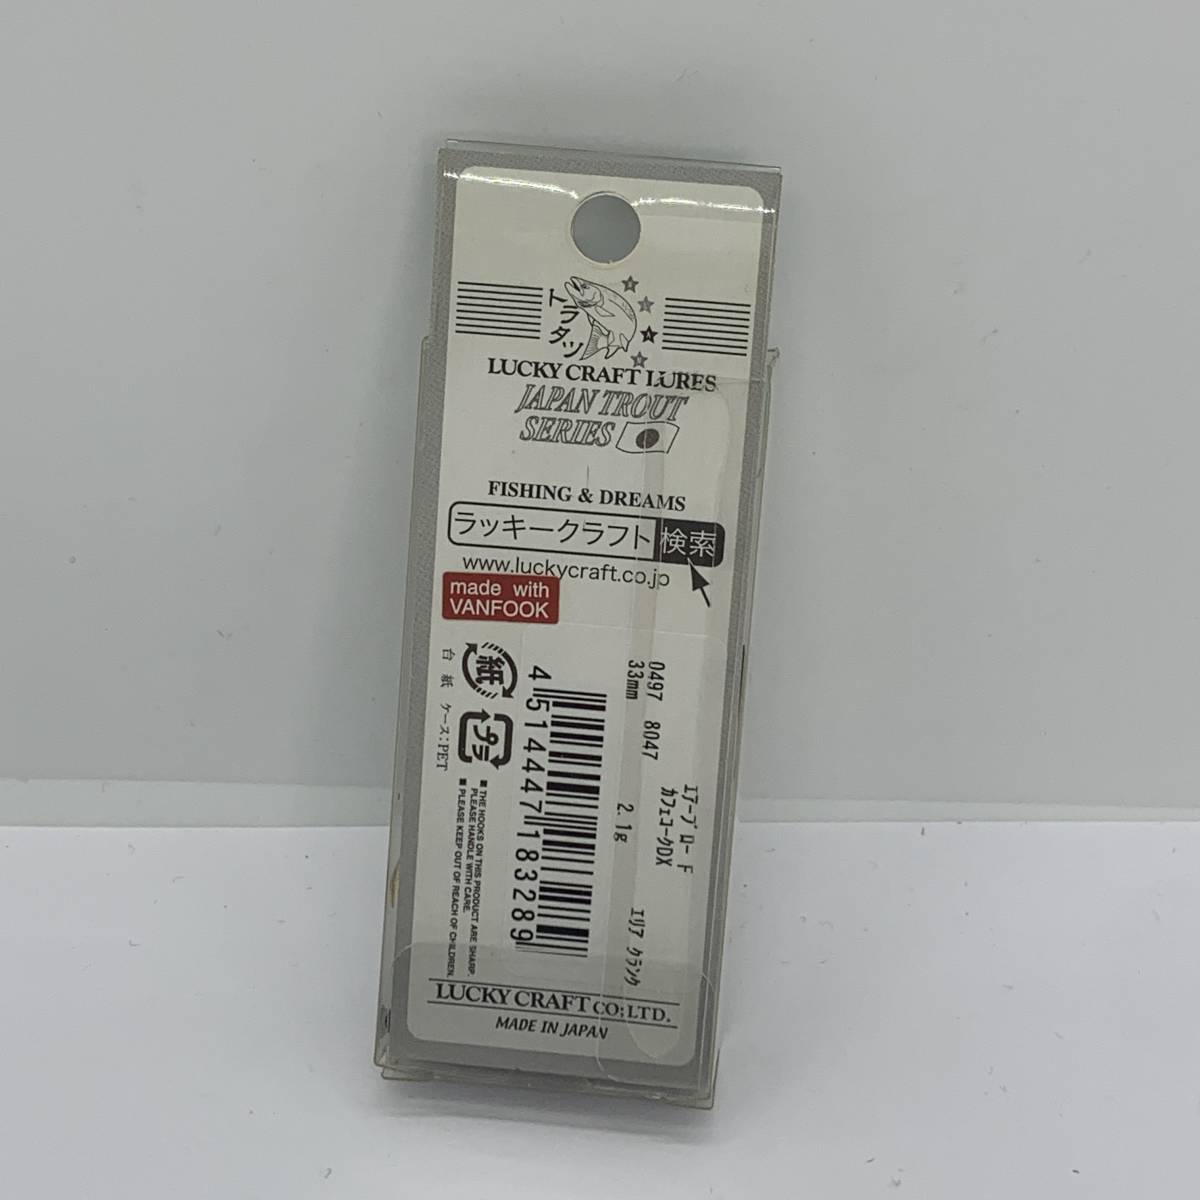 トラタツ
LUCKY CRAFT LURES
JAPAN TROUT
SERIES
FISHING & DREAMS
ラッキークラフト 検索
www.luckycraft.co.jp
made with
VANFOOK
0497 8047 エアーブロー F
33mm カフェコークDX
2.1g エリア クランク
4 514447 183289
紙
プラ
台紙 ケース:PET
■ THE HOOKS ON THIS PRODUCT ARE SHARP.
PLEASE HANDLE WITH CARE.
■ PLEASE KEEP OUT OF REACH OF CHILDREN.
LUCKY CRAFT CO;LTD.
MADE IN JAPAN